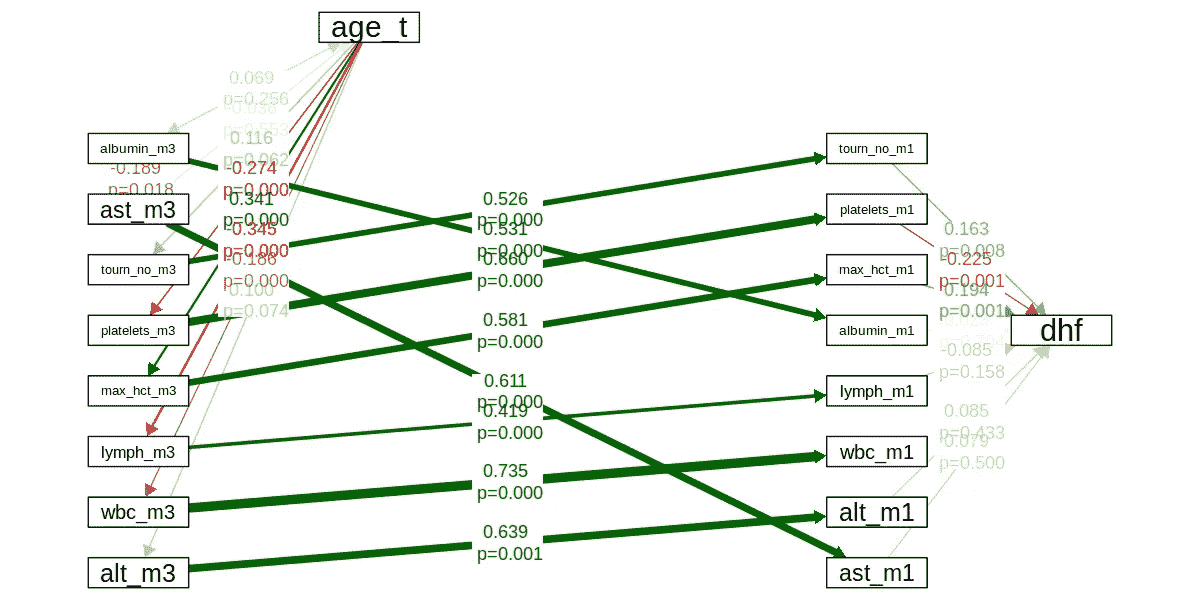 age_t
0.069
p=0.256
-0.038
p=0.553
0.116
p=0.062
albumin_m3
tourn_no_m1
-0.189
p=0.018
-0.274
p=0.000
ast_m3
0.341
p=0.000
0.526
p=0.000
platelets_m1
0.163
p=0.008
-0.345
p=0.000
0.531
p=0.000
tourn_no_m3
-0.186
p=0.000
0.660
p=0.000
max_hct_m1
-0.225
p=0.001
0.100
p=0.074
0.194
p=0.001
platelets_m3
0.581
p=0.000
albumin_m1
dhf
-0.085
p=0.158
max_hct_m3
0.611
p=0.000
lymph_m1
0.419
p=0.000
0.085
p=0.433
lymph_m3
wbc_m1
p=0.500
0.735
p=0.000
wbc_m3
alt_m1
0.639
p=0.001
alt_m3
ast_m1